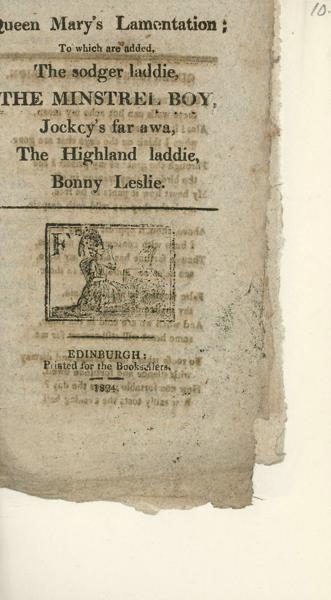 Queen Mary's Lamentation;
To which are added,
The sodger laddie,
THE MINSTREL BOY,
Jockey's far awa,
The Highland laddie,
Bonny Leslie.
F
EDINBURGH:
Printed for the Booksellers.
1824.
10.